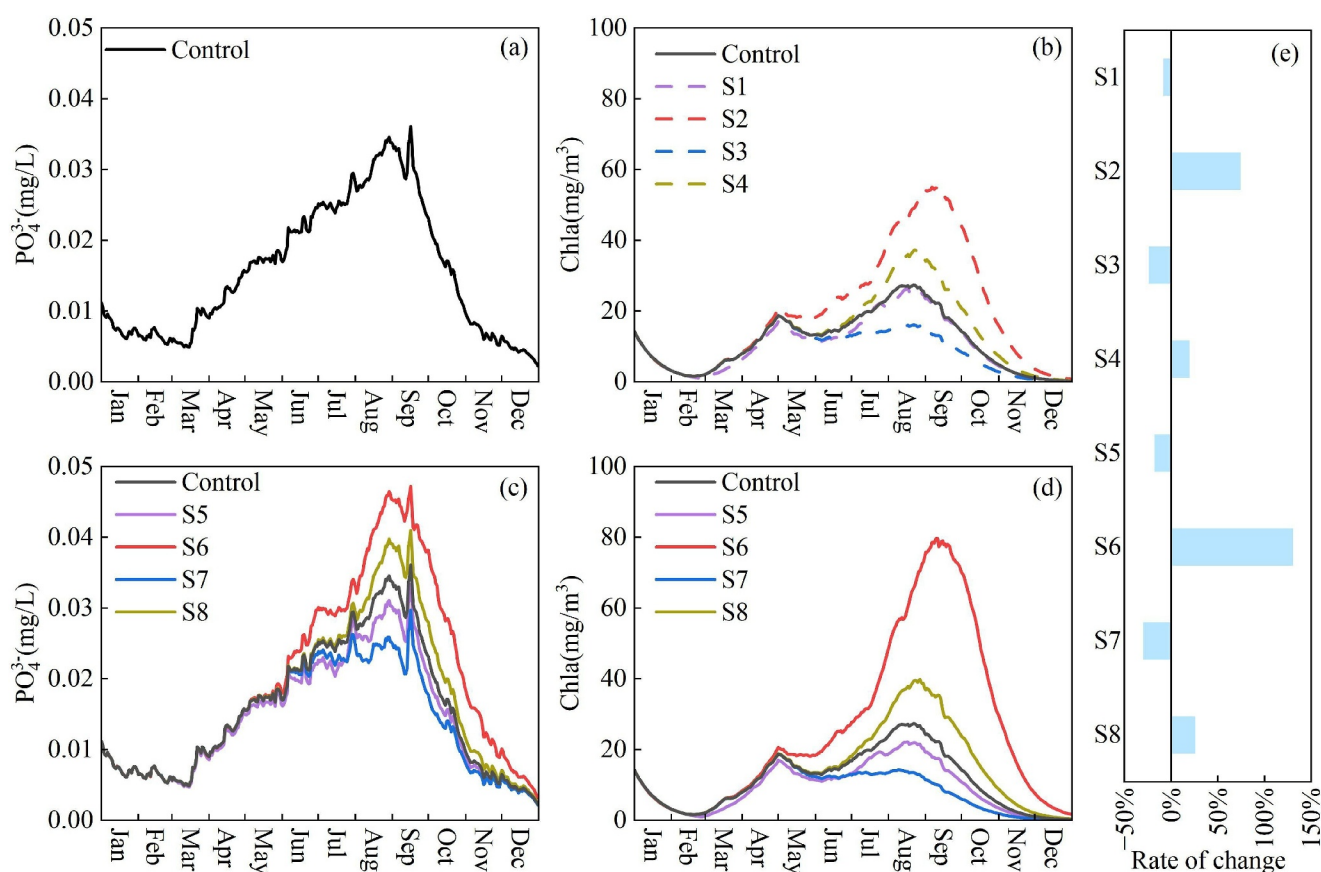 (a)
Control
PO₄³⁻(mg/L)
0.05
0.04
0.03
0.02
0.01
0.00
Jan Feb Mar Apr May Jun Jul Aug Sep Oct Nov Dec
(b)
Control
S1
S2
S3
S4
Chla(mg/m³)
100
80
60
40
20
0
Jan Feb Mar Apr May Jun Jul Aug Sep Oct Nov Dec
(c)
Control
S5
S6
S7
S8
PO₄³⁻(mg/L)
0.05
0.04
0.03
0.02
0.01
0.00
Jan Feb Mar Apr May Jun Jul Aug Sep Oct Nov Dec
(d)
Control
S5
S6
S7
S8
Chla(mg/m³)
100
80
60
40
20
0
Jan Feb Mar Apr May Jun Jul Aug Sep Oct Nov Dec
(e)
S1
S2
S3
S4
S5
S6
S7
S8
−50% 0% 50% 100% 150%
Rate of change